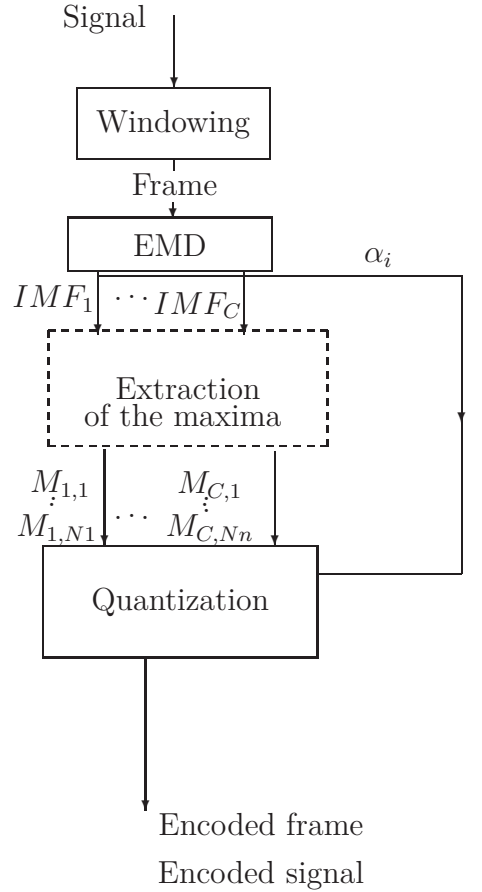 Signal
Windowing
Frame
EMD
α_i
IMF_1 ⋯ IMF_C
Extraction
of the maxima
M_{1,1} M_{C,1}
⋮ ⋮
M_{1,N1} ⋯ M_{C,Nn}
Quantization
Encoded frame
Encoded signal